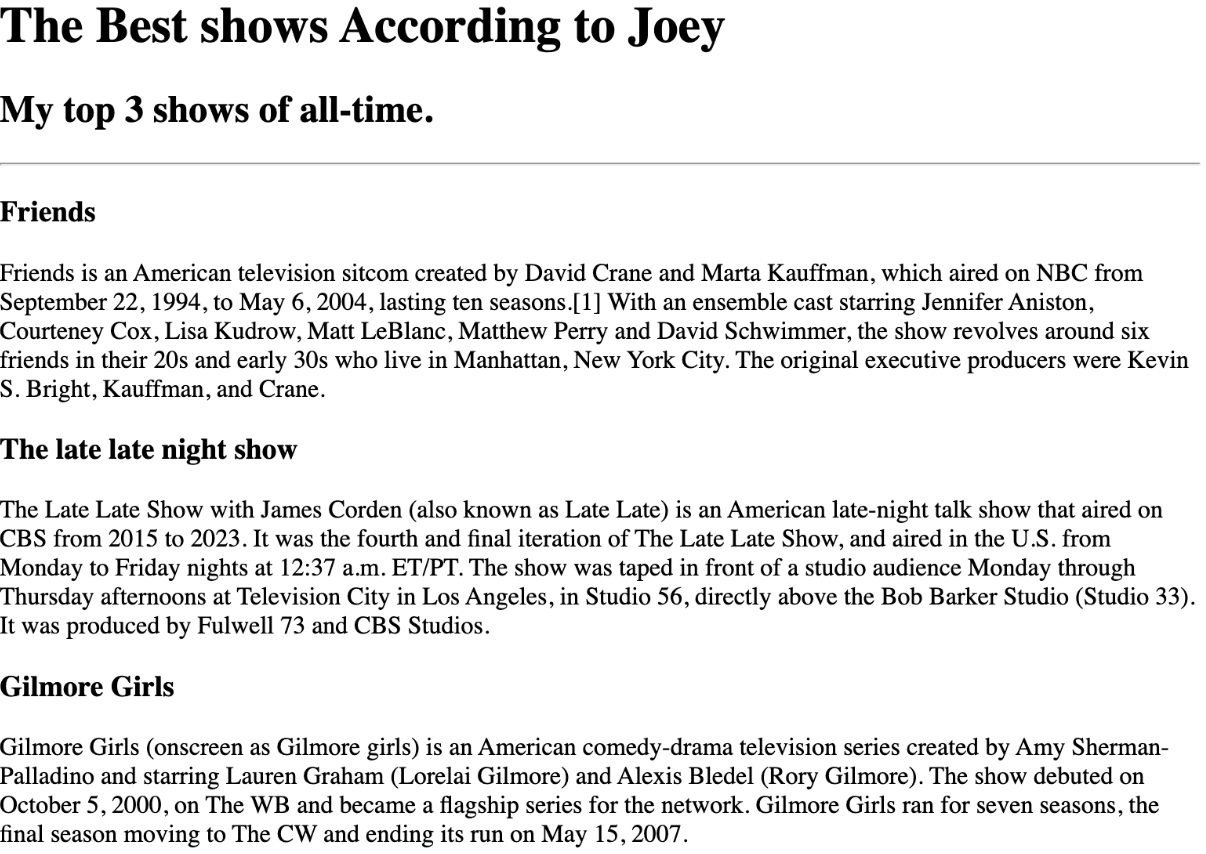 The Best shows According to Joey
My top 3 shows of all-time.
Friends
Friends is an American television sitcom created by David Crane and Marta Kauffman, which aired on NBC from
September 22, 1994, to May 6, 2004, lasting ten seasons.[1] With an ensemble cast starring Jennifer Aniston,
Courteney Cox, Lisa Kudrow, Matt LeBlanc, Matthew Perry and David Schwimmer, the show revolves around six
friends in their 20s and early 30s who live in Manhattan, New York City. The original executive producers were Kevin
S. Bright, Kauffman, and Crane.
The late late night show
The Late Late Show with James Corden (also known as Late Late) is an American late-night talk show that aired on
CBS from 2015 to 2023. It was the fourth and final iteration of The Late Late Show, and aired in the U.S. from
Monday to Friday nights at 12:37 a.m. ET/PT. The show was taped in front of a studio audience Monday through
Thursday afternoons at Television City in Los Angeles, in Studio 56, directly above the Bob Barker Studio (Studio 33).
It was produced by Fulwell 73 and CBS Studios.
Gilmore Girls
Gilmore Girls (onscreen as Gilmore girls) is an American comedy-drama television series created by Amy Sherman-
Palladino and starring Lauren Graham (Lorelai Gilmore) and Alexis Bledel (Rory Gilmore). The show debuted on
October 5, 2000, on The WB and became a flagship series for the network. Gilmore Girls ran for seven seasons, the
final season moving to The CW and ending its run on May 15, 2007.